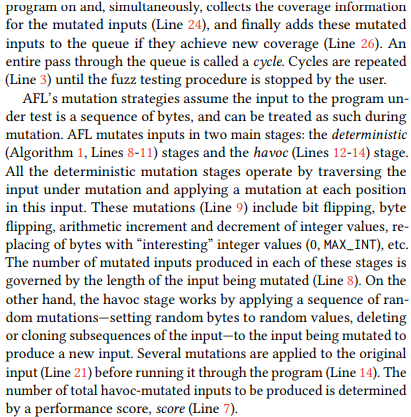 program on and, simultaneously, collects the coverage information
for the mutated inputs (Line 24), and finally adds these mutated
inputs to the queue if they achieve new coverage (Line 26). An
entire pass through the queue is called a cycle. Cycles are repeated
(Line 3) until the fuzz testing procedure is stopped by the user.
AFL's mutation strategies assume the input to the program un-
der test is a sequence of bytes, and can be treated as such during
mutation. AFL mutates inputs in two main stages: the deterministic
(Algorithm 1, Lines 8-11) stages and the havoc (Lines 12-14) stage.
All the deterministic mutation stages operate by traversing the
input under mutation and applying a mutation at each position
in this input. These mutations (Line 9) include bit flipping, byte
flipping, arithmetic increment and decrement of integer values, re-
placing of bytes with “interesting” integer values (0, MAX_INT), etc.
The number of mutated inputs produced in each of these stages is
governed by the length of the input being mutated (Line 8). On the
other hand, the havoc stage works by applying a sequence of ran-
dom mutations—setting random bytes to random values, deleting
or cloning subsequences of the input—to the input being mutated to
produce a new input. Several mutations are applied to the original
input (Line 21) before running it through the program (Line 14). The
number of total havoc-mutated inputs to be produced is determined
by a performance score, score (Line 7).